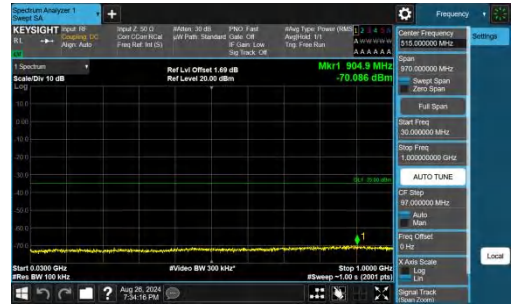 Spectrum Analyzer 1
Swept SA
Frequency
KEYSIGHT
Input: RF
Coupling: DC
Align: Auto
Input Z: 50 Ω
Corr CCorr RCal
Freq Ref: Int (S)
#Atten: 30 dB
µW Path: Standard
PNO: Fast
Gate: Off
IF Gain: Low
Sig Track: Off
#Avg Type: Power (RMS)
Avg|Hold: 1/1
Trig: Free Run
1 2 3 4 5 6
A W W W W W
A A A A A A
1 Spectrum
Scale/Div 10 dB
Ref Lvl Offset 1.69 dB
Ref Level 20.00 dBm
Mkr1 904.9 MHz
-70.086 dBm
Log
10.0
0.00
-10.0
-20.0
-30.0
-40.0
-50.0
-60.0
-70.0
1
Start 0.0300 GHz
#Res BW 100 kHz
#Video BW 300 kHz*
Stop 1.0000 GHz
#Sweep ~1.00 s (2001 pts)
Center Frequency
515.000000 MHz
Span
970.000000 MHz
Swept Span
Zero Span
Full Span
Start Freq
30.000000 MHz
Stop Freq
1.000000000 GHz
AUTO TUNE
CF Step
97.000000 MHz
Auto
Man
Freq Offset
0 Hz
X Axis Scale
Log
Lin
Signal Track
(Span Zoom)
Settings
Local
Aug 26, 2024
7:34:16 PM